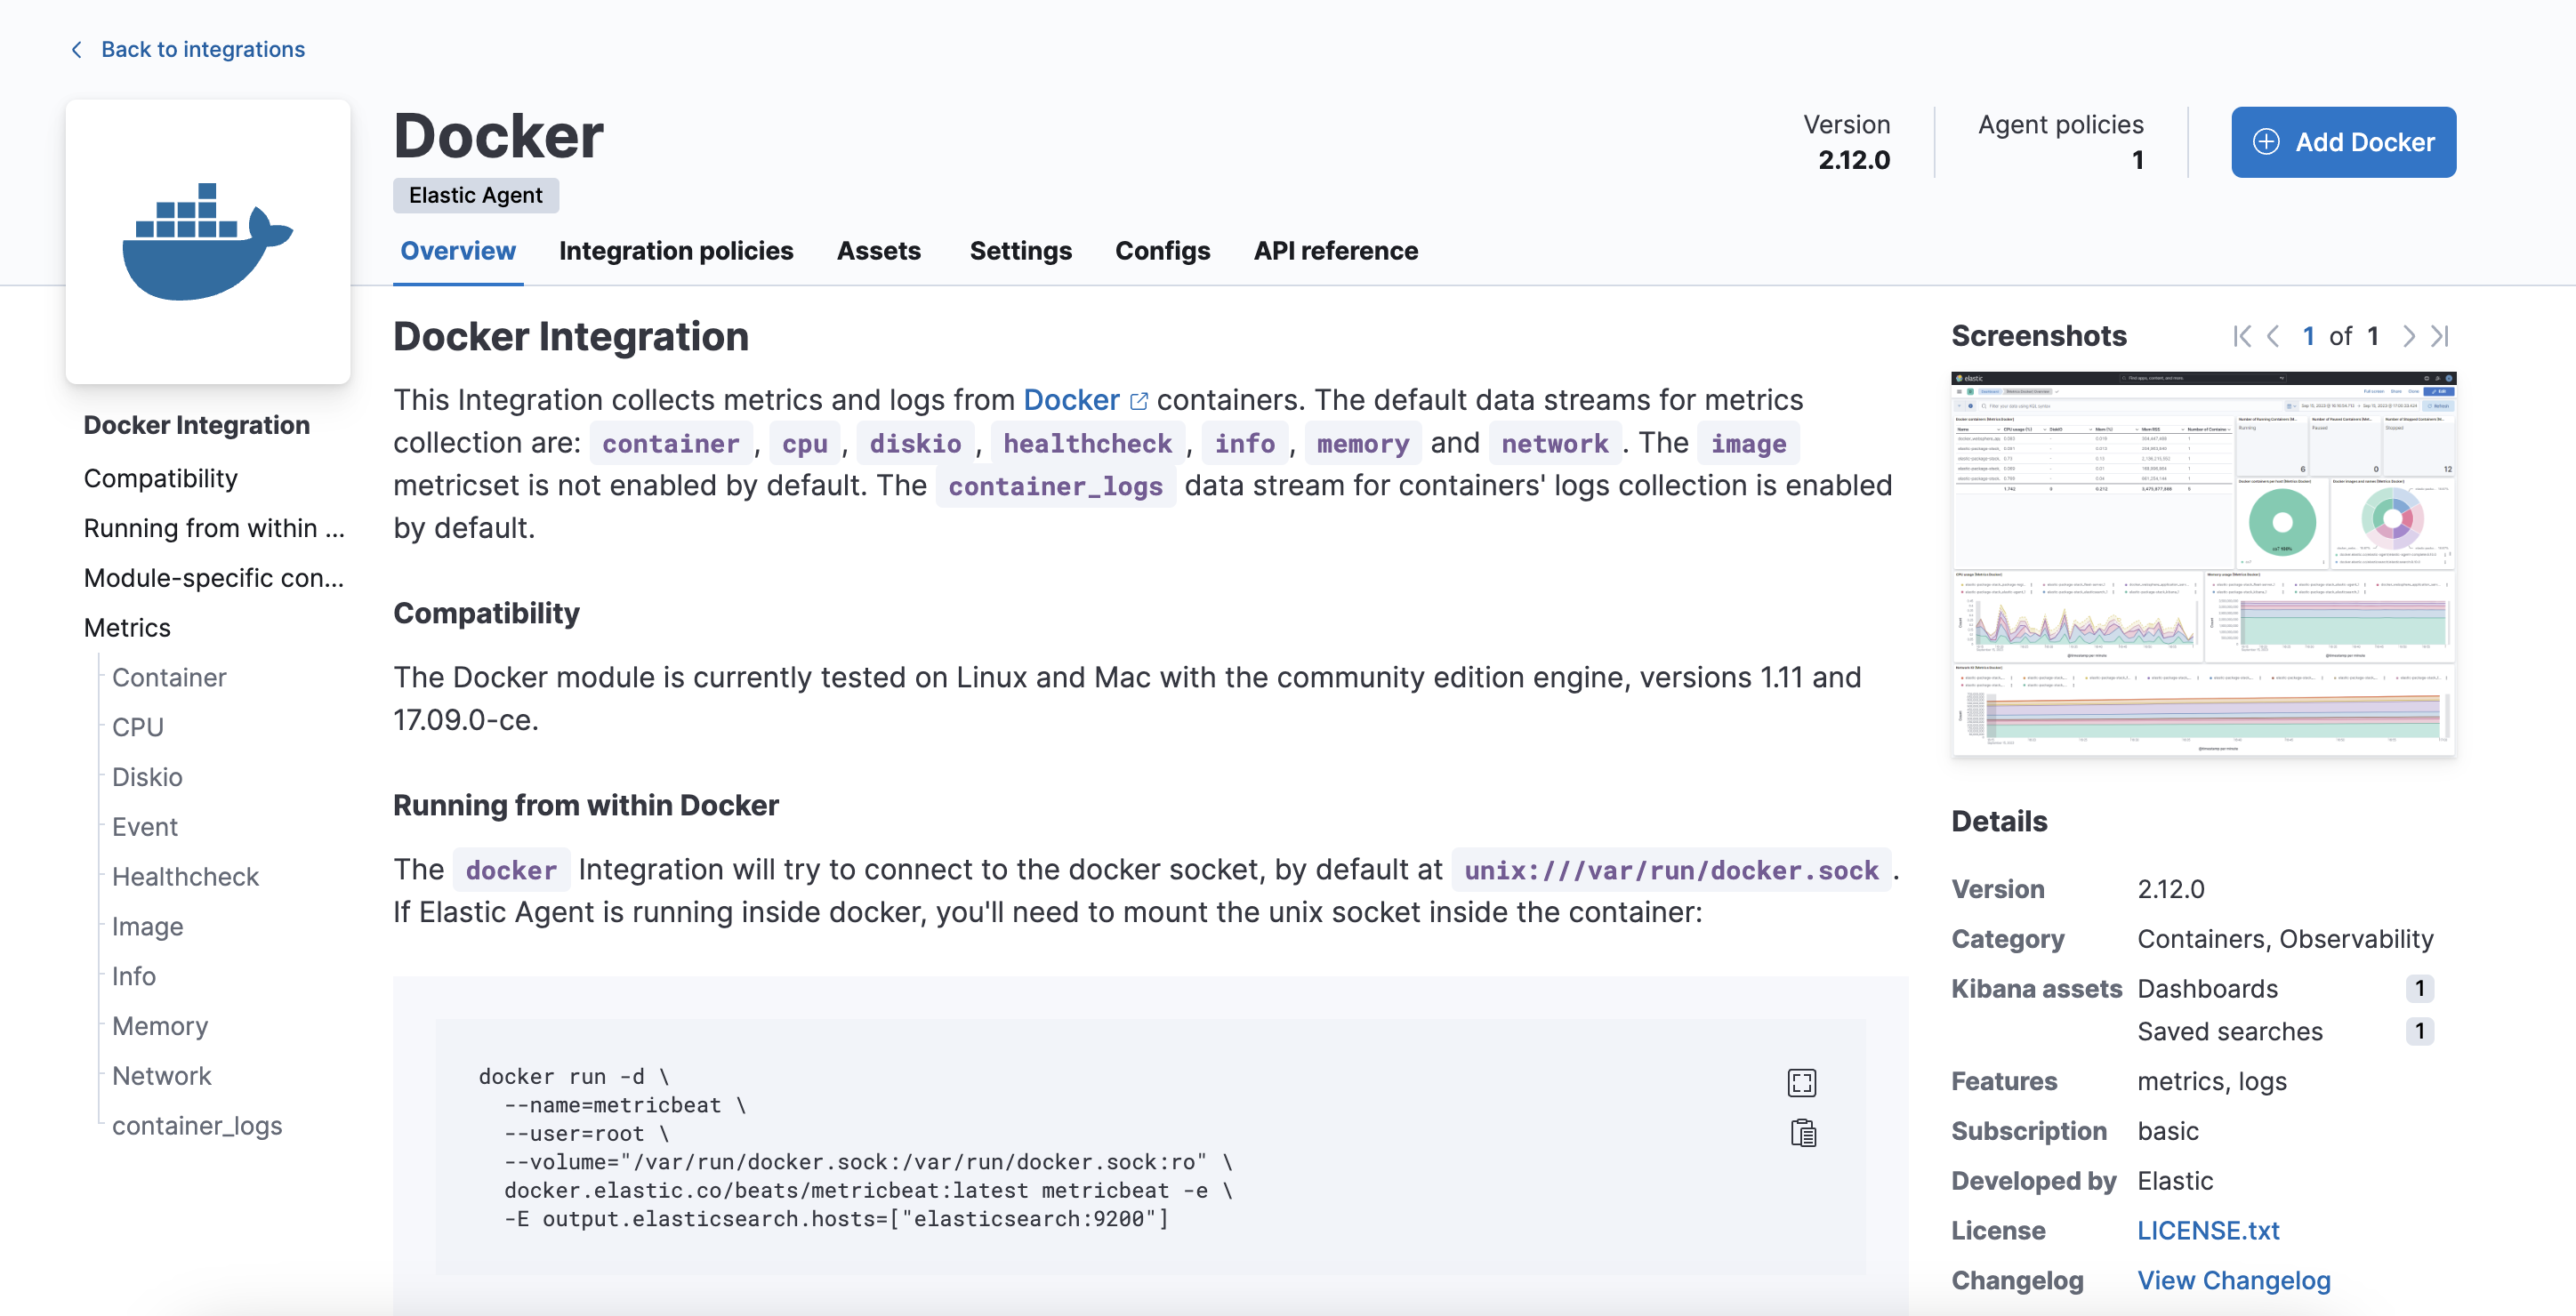 Back to integrations
Docker
Elastic Agent
Version
2.12.0
Agent policies
1
Add Docker
Overview
Integration policies
Assets
Settings
Configs
API reference
Docker Integration
Compatibility
Running from within ...
Module-specific con...
Metrics
Container
CPU
Diskio
Event
Healthcheck
Image
Info
Memory
Network
container_logs
Docker Integration
This Integration collects metrics and logs from Docker containers. The default data streams for metrics
collection are: container , cpu , diskio , healthcheck , info , memory and network . The image
metricset is not enabled by default. The container_logs data stream for containers' logs collection is enabled
by default.
Compatibility
The Docker module is currently tested on Linux and Mac with the community edition engine, versions 1.11 and
17.09.0-ce.
Running from within Docker
The docker Integration will try to connect to the docker socket, by default at unix:///var/run/docker.sock .
If Elastic Agent is running inside docker, you'll need to mount the unix socket inside the container:
docker run -d \
--name=metricbeat \
--user=root \
--volume="/var/run/docker.sock:/var/run/docker.sock:ro" \
docker.elastic.co/beats/metricbeat:latest metricbeat -e \
-E output.elasticsearch.hosts=["elasticsearch:9200"]
Screenshots
1 of 1
elastic
Details
Version 2.12.0
Category Containers, Observability
Kibana assets Dashboards 1
Saved searches 1
Features metrics, logs
Subscription basic
Developed by Elastic
License LICENSE.txt
Changelog View Changelog